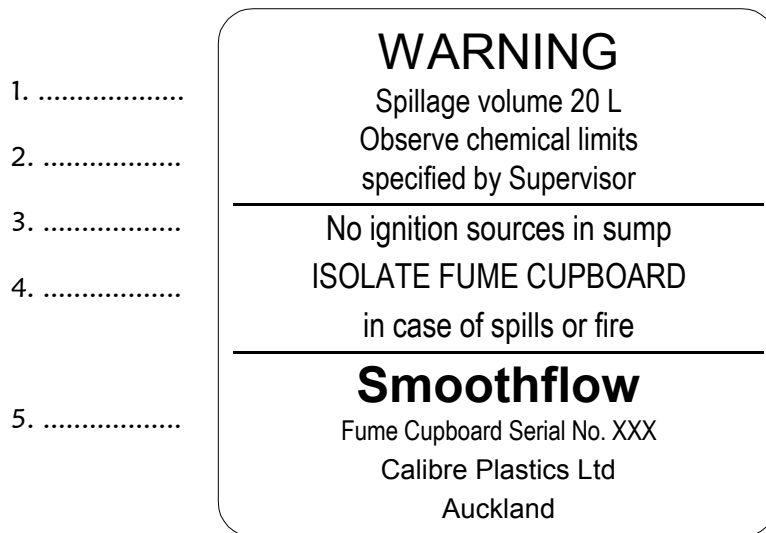 WARNING
1. ...................
Spillage volume 20 L
Observe chemical limits
2. ..................
specified by Supervisor
3. ..................
No ignition sources in sump
4. ..................
ISOLATE FUME CUPBOARD
in case of spills or fire
Smoothflow
5. ..................
Fume Cupboard Serial No. XXX
Calibre Plastics Ltd
Auckland